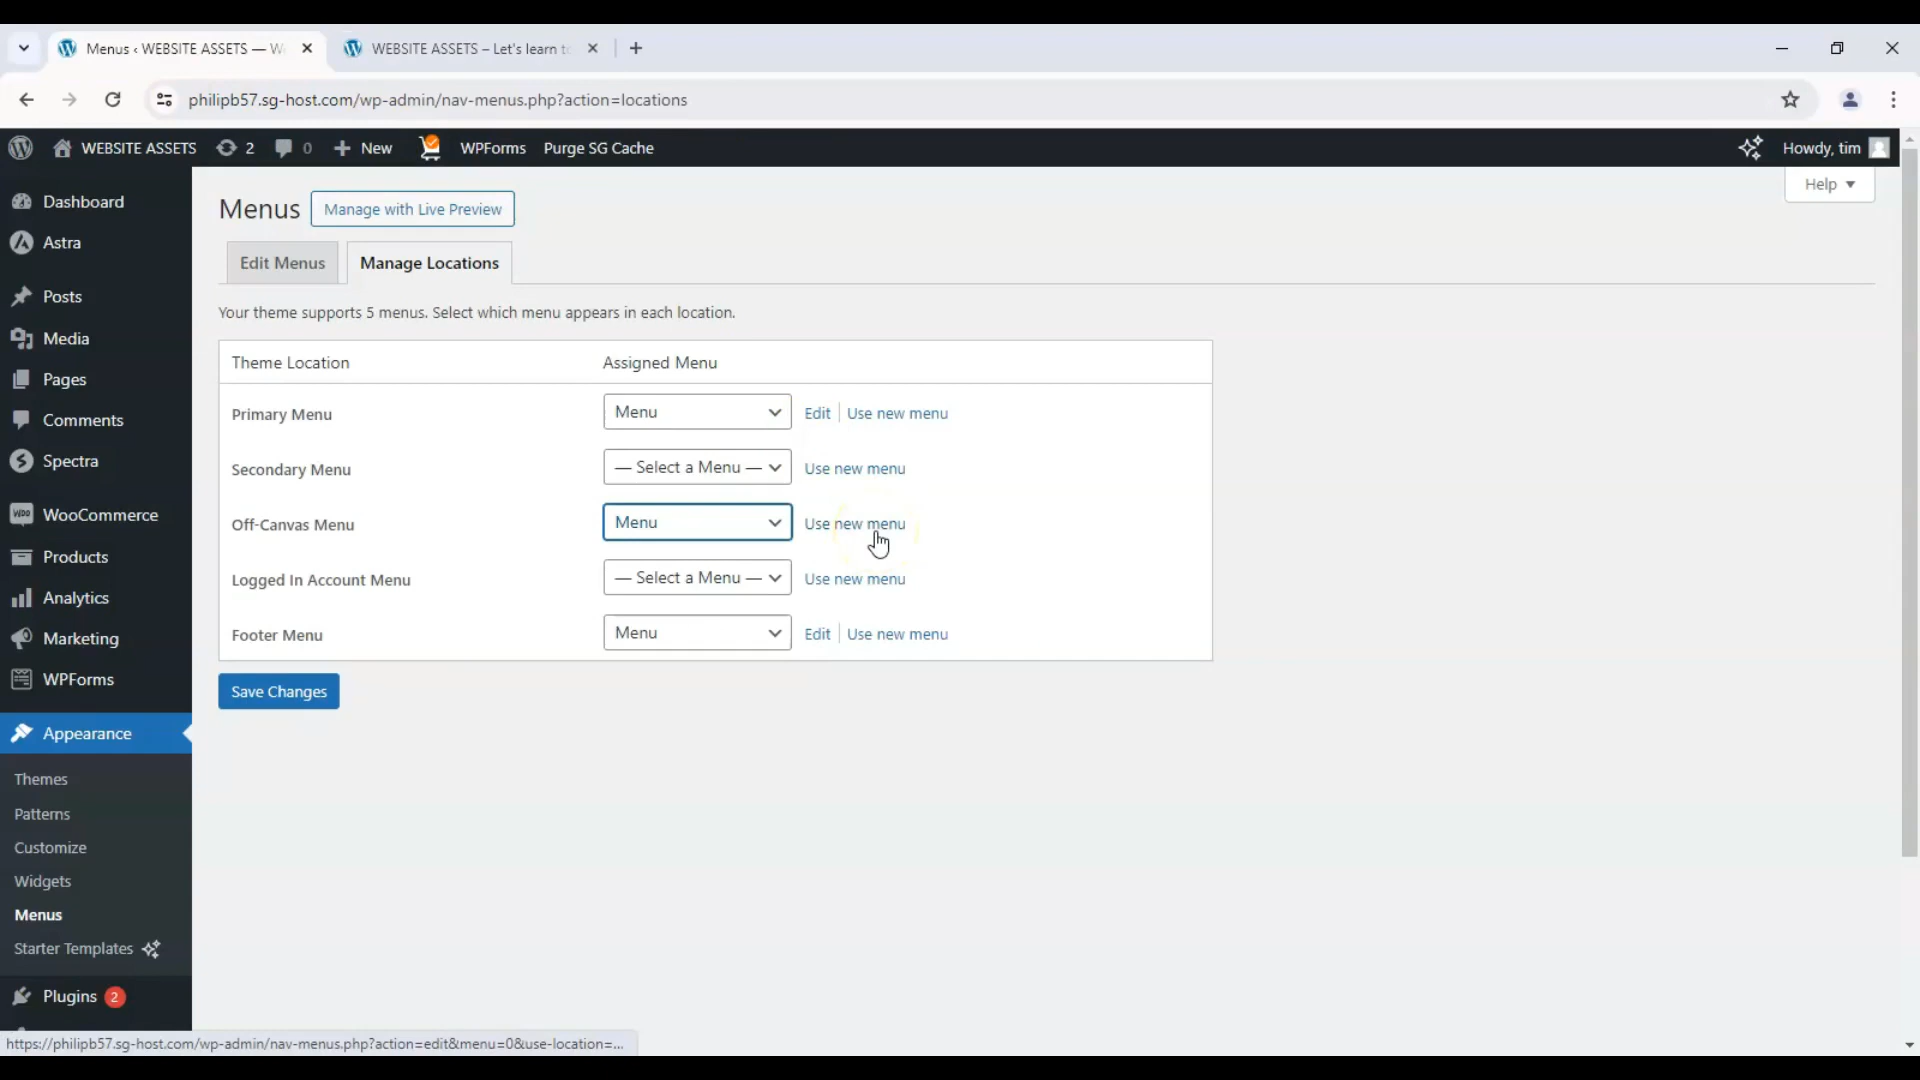 Menus ‹ WEBSITE ASSETS — W
WEBSITE ASSETS – Let's learn to
philipb57.sg-host.com/wp-admin/nav-menus.php?action=locations
WEBSITE ASSETS 2 0 New WPForms Purge SG Cache Howdy, tim
Help
Dashboard
Astra
Posts
Media
Pages
Comments
Spectra
WooCommerce
Products
Analytics
Marketing
WPForms
Appearance
Themes
Patterns
Customize
Widgets
Menus
Starter Templates
Plugins 2
Menus Manage with Live Preview
Edit Menus Manage Locations
Your theme supports 5 menus. Select which menu appears in each location.
Theme Location Assigned Menu
Primary Menu Menu Edit Use new menu
Secondary Menu — Select a Menu — Use new menu
Off-Canvas Menu Menu Use new menu
Logged In Account Menu — Select a Menu — Use new menu
Footer Menu Menu Edit Use new menu
Save Changes
https://philipb57.sg-host.com/wp-admin/nav-menus.php?action=edit&menu=0&use-location=...